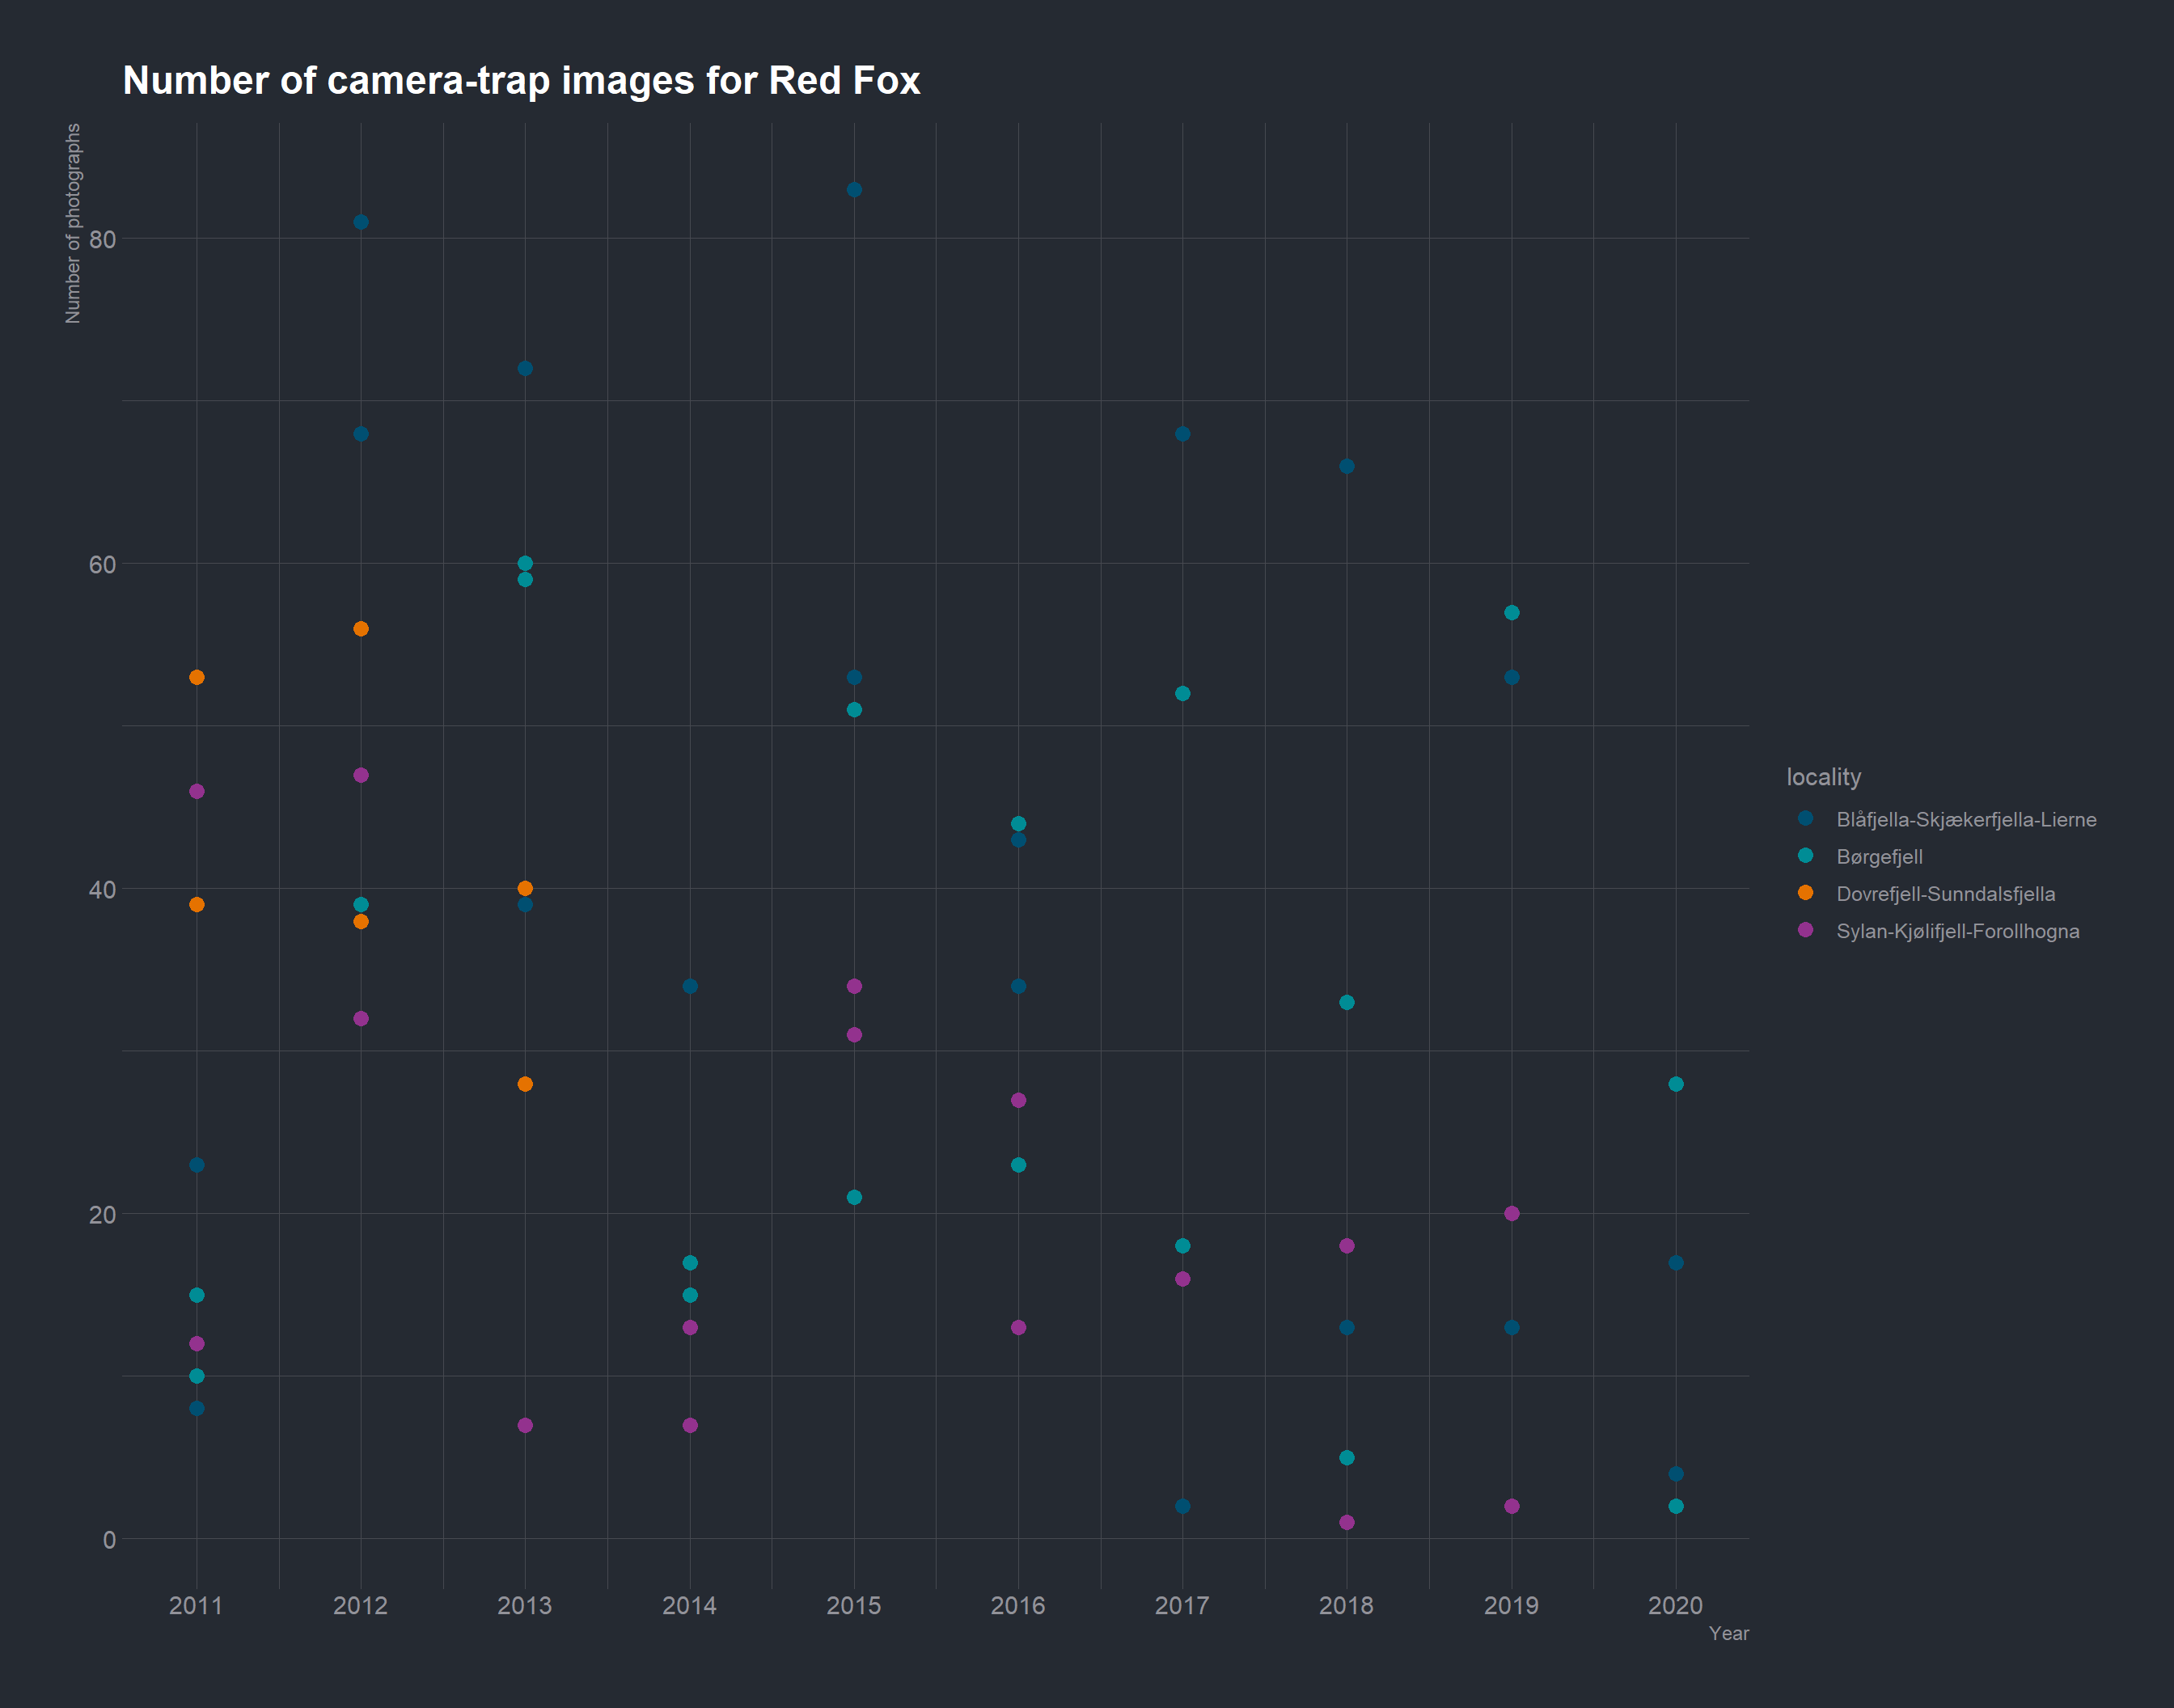 Number of camera-trap images for Red Fox
Number of photographs
80
60
40
20
0
2011 2012 2013 2014 2015 2016 2017 2018 2019 2020
Year
locality
Blåfjella-Skjækerfjella-Lierne
Børgefjell
Dovrefjell-Sunndalsfjella
Sylan-Kjølifjell-Forollhogna